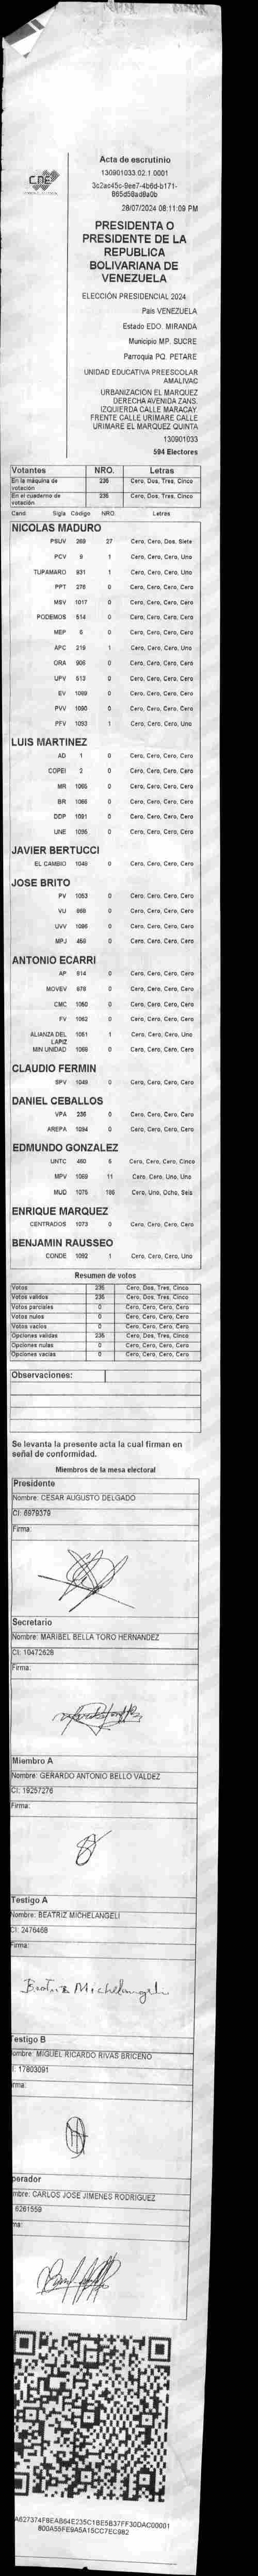 CNE
Acta de escrutinio
130901033.02.1.0001
3c2ac45c-9ee7-4b6d-b171-
865d59ad8a0b
28/07/2024 08:11:09 PM
PRESIDENTA O
PRESIDENTE DE LA
REPUBLICA
BOLIVARIANA DE
VENEZUELA
ELECCIÓN PRESIDENCIAL 2024
País VENEZUELA
Estado EDO. MIRANDA
Municipio MP. SUCRE
Parroquia PQ. PETARE
UNIDAD EDUCATIVA PREESCOLAR
AMALIVAC
URBANIZACION EL MARQUEZ
DERECHA AVENIDA ZANS.
IZQUIERDA CALLE MARACAY.
FRENTE CALLE URIMARE CALLE
URIMARE EL MARQUEZ QUINTA
130901033
594 Electores
Votantes NRO. Letras
En la máquina de votación 235 Cero, Dos, Tres, Cinco
En el cuaderno de votación 235 Cero, Dos, Tres, Cinco
Cand Sigla Código NRO. Letras
NICOLAS MADURO
PSUV 269 27 Cero, Cero, Dos, Siete
PCV 9 1 Cero, Cero, Cero, Uno
TUPAMARO 931 1 Cero, Cero, Cero, Uno
PPT 276 0 Cero, Cero, Cero, Cero
MSV 1017 0 Cero, Cero, Cero, Cero
PODEMOS 514 0 Cero, Cero, Cero, Cero
MEP 6 0 Cero, Cero, Cero, Cero
APC 219 1 Cero, Cero, Cero, Uno
ORA 906 0 Cero, Cero, Cero, Cero
UPV 513 0 Cero, Cero, Cero, Cero
EV 1089 0 Cero, Cero, Cero, Cero
PVV 1090 0 Cero, Cero, Cero, Cero
PFV 1093 1 Cero, Cero, Cero, Uno
LUIS MARTINEZ
AD 1 0 Cero, Cero, Cero, Cero
COPEI 2 0 Cero, Cero, Cero, Cero
MR 1065 0 Cero, Cero, Cero, Cero
BR 1066 0 Cero, Cero, Cero, Cero
DDP 1091 0 Cero, Cero, Cero, Cero
UNE 1095 0 Cero, Cero, Cero, Cero
JAVIER BERTUCCI
EL CAMBIO 1049 0 Cero, Cero, Cero, Cero
JOSE BRITO
PV 1053 0 Cero, Cero, Cero, Cero
VU 868 0 Cero, Cero, Cero, Cero
UVV 1086 0 Cero, Cero, Cero, Cero
MPJ 458 0 Cero, Cero, Cero, Cero
ANTONIO ECARRI
AP 814 0 Cero, Cero, Cero, Cero
MOVEV 878 0 Cero, Cero, Cero, Cero
CMC 1050 0 Cero, Cero, Cero, Cero
FV 1062 0 Cero, Cero, Cero, Cero
ALIANZA DEL LAPIZ 1081 1 Cero, Cero, Cero, Uno
MIN UNIDAD 1068 0 Cero, Cero, Cero, Cero
CLAUDIO FERMIN
SPV 1048 0 Cero, Cero, Cero, Cero
DANIEL CEBALLOS
VPA 236 0 Cero, Cero, Cero, Cero
AREPA 1094 0 Cero, Cero, Cero, Cero
EDMUNDO GONZALEZ
UNTC 460 5 Cero, Cero, Cero, Cinco
MPV 1069 11 Cero, Cero, Uno, Uno
MUD 1075 186 Cero, Uno, Ocho, Seis
ENRIQUE MARQUEZ
CENTRADOS 1073 0 Cero, Cero, Cero, Cero
BENJAMIN RAUSSEO
CONDE 1092 1 Cero, Cero, Cero, Uno
Resumen de votos
Votos 235 Cero, Dos, Tres, Cinco
Votos validos 235 Cero, Dos, Tres, Cinco
Votos parciales 0 Cero, Cero, Cero, Cero
Votos nulos 0 Cero, Cero, Cero, Cero
Votos vacíos 0 Cero, Cero, Cero, Cero
Opciones validas 235 Cero, Dos, Tres, Cinco
Opciones nulas 0 Cero, Cero, Cero, Cero
Opciones vacías 0 Cero, Cero, Cero, Cero
Observaciones:
Se levanta la presente acta la cual firman en
señal de conformidad.
Miembros de la mesa electoral
Presidente
Nombre: CESAR AUGUSTO DELGADO
CI: 6979379
Firma:
Secretario
Nombre: MARIBEL BELLA TORO HERNANDEZ
CI: 10472628
Firma:
Miembro A
Nombre: GERARDO ANTONIO BELLO VALDEZ
CI: 19257276
Firma:
Testigo A
Nombre: BEATRIZ MICHELANGELI
CI: 2476468
Firma:
Beatriz Michelangeli
estigo B
ombre: MIGUEL RICARDO RIVAS BRICENO
: 17803091
rma:
perador
mbre: CARLOS JOSE JIMENES RODRIGUEZ
6261559
ma:
A627374F8EAB64E235C18E5B37FF30DAC00001
800A55FE9A5A15CC7EC982